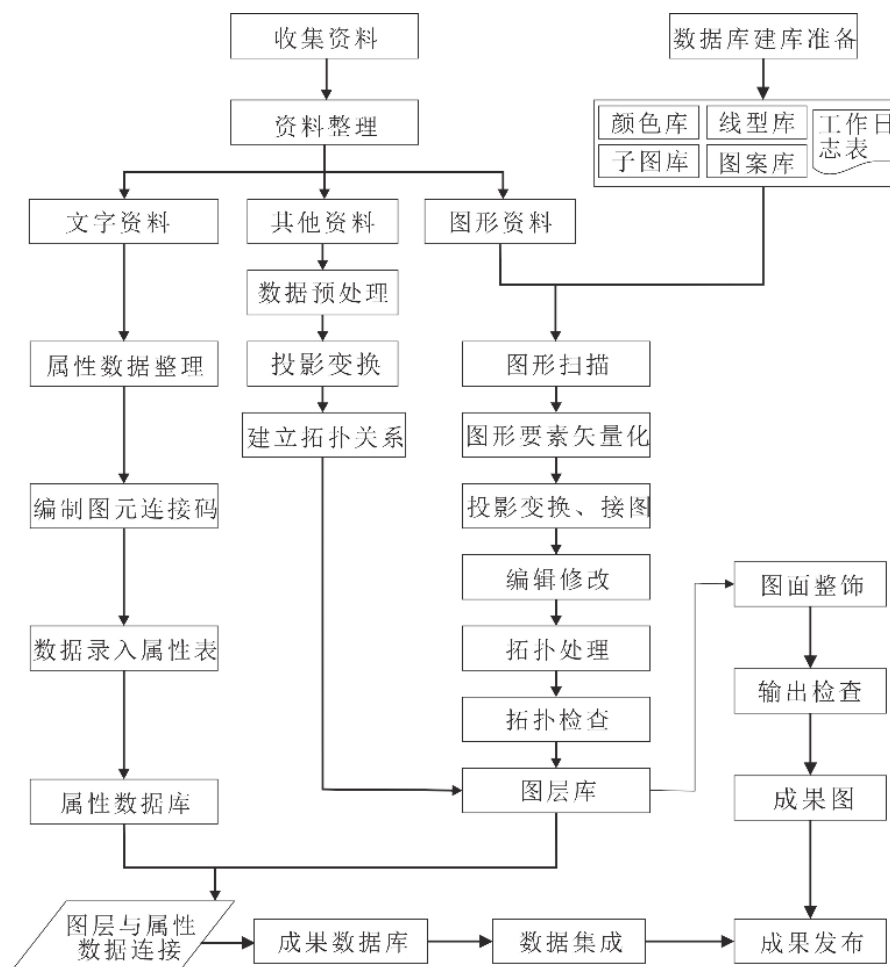 收集资料
数据库建库准备
资料整理
颜色库
线型库
工作日
志表
子图库
图案库
文字资料
其他资料
图形资料
数据预处理
属性数据整理
投影变换
图形扫描
建立拓扑关系
图形要素矢量化
编制图元连接码
投影变换、接图
编辑修改
图面整饰
数据录入属性表
拓扑处理
输出检查
拓扑检查
属性数据库
图层库
成果图
图层与属性
数据连接
成果数据库
数据集成
成果发布